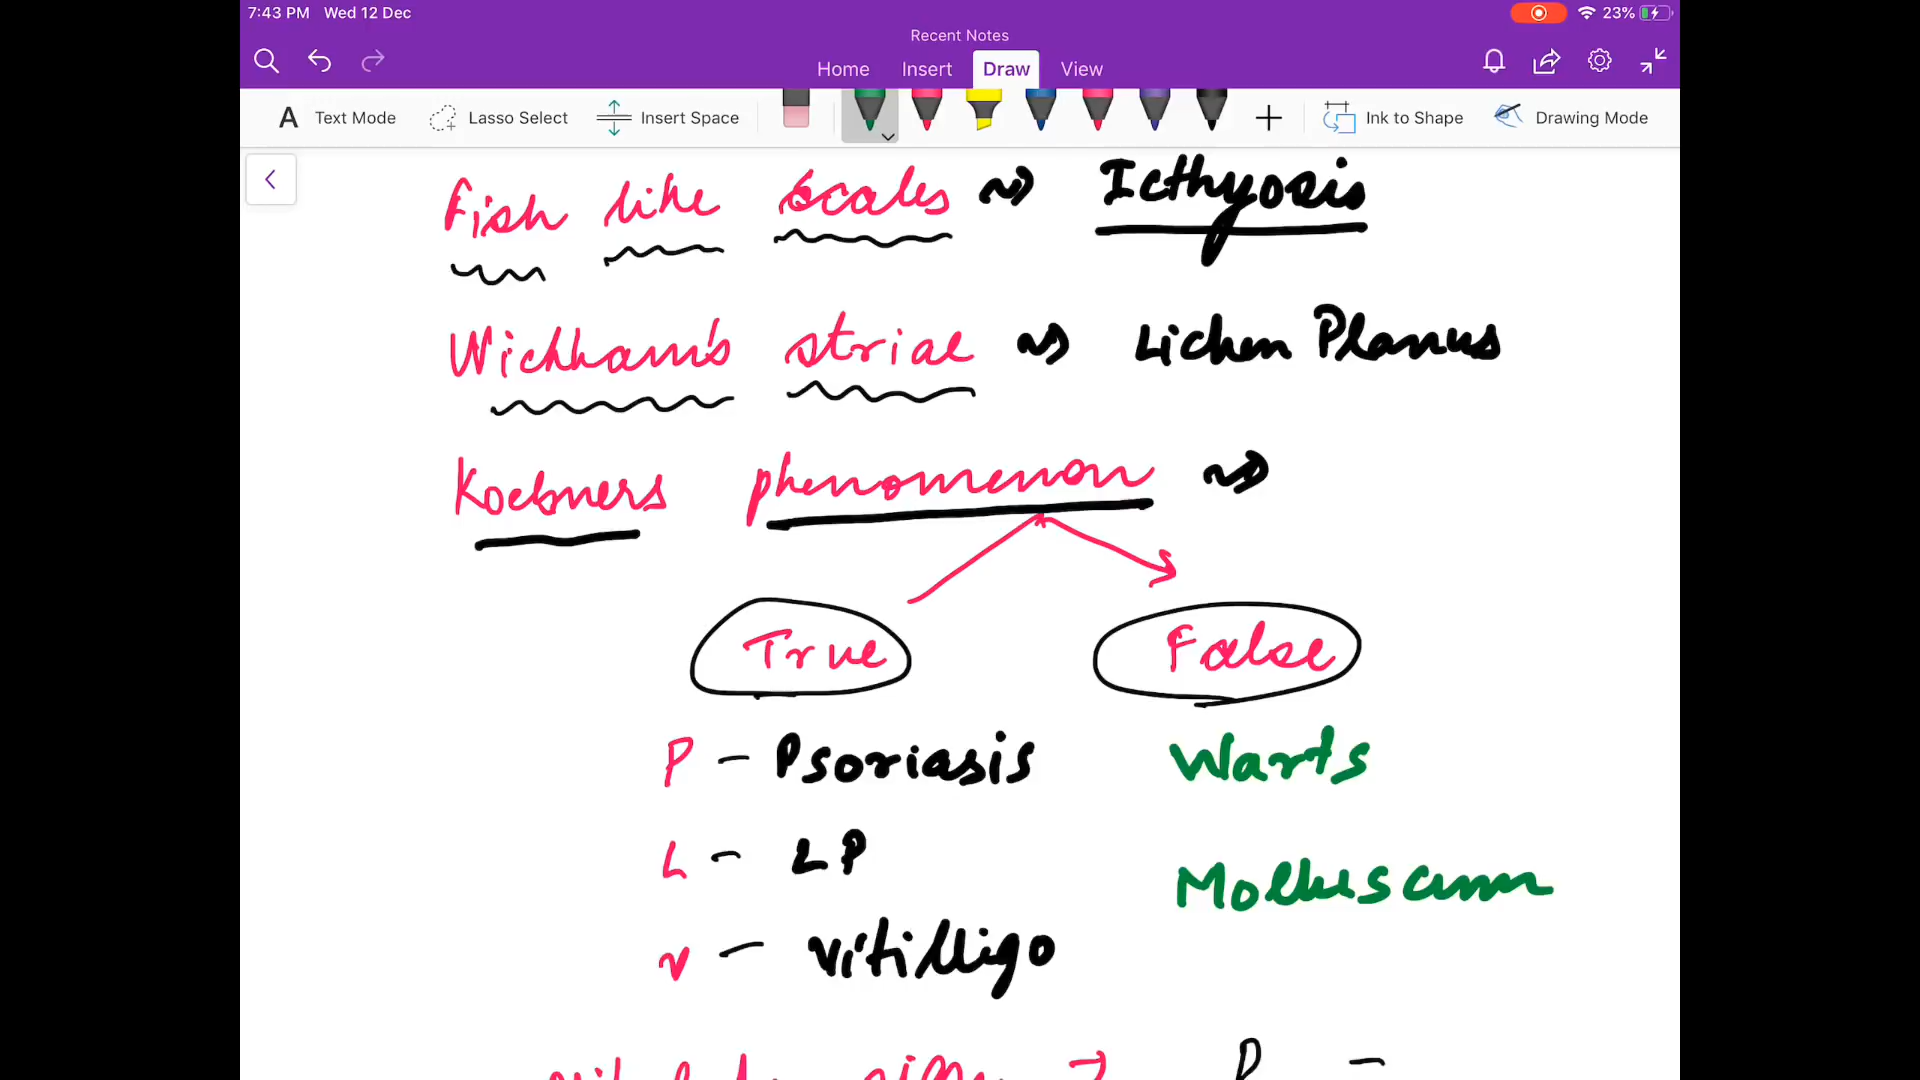 7:43 PM Wed 12 Dec 23%
Recent Notes
Home Insert Draw View
A Text Mode Lasso Select Insert Space Ink to Shape Drawing Mode
Fish like scales ⇝ Icthyosis
Wickham's striae ⇝ Lichen Planus
Koebners phenomenon ⇝
True False
P - Psoriasis Warts
L - LP Molluscum
V - Vitilligo